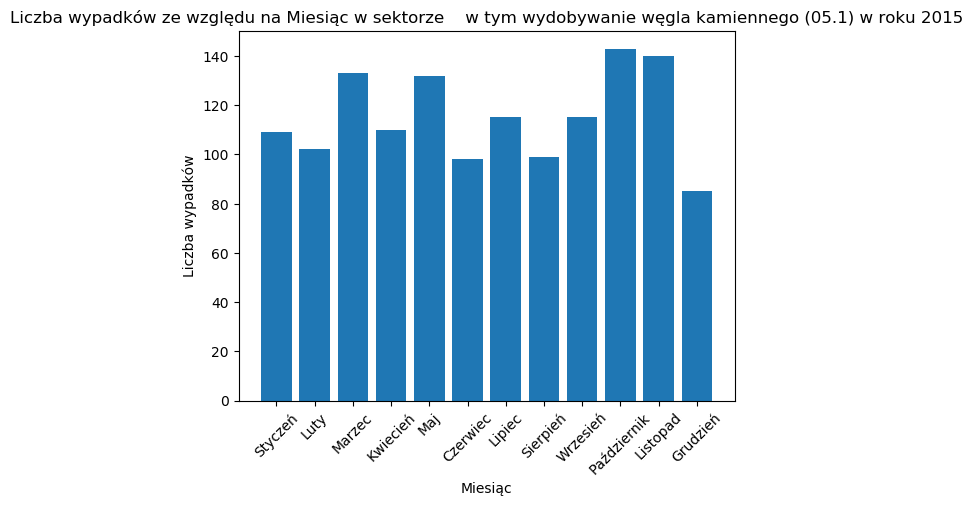 Liczba wypadków ze względu na Miesiąc w sektorze    w tym wydobywanie węgla kamiennego (05.1) w roku 2015
140
120
100
80
60
40
20
0
Liczba wypadków
Styczeń
Luty
Marzec
Kwiecień
Maj
Czerwiec
Lipiec
Sierpień
Wrzesień
Październik
Listopad
Grudzień
Miesiąc